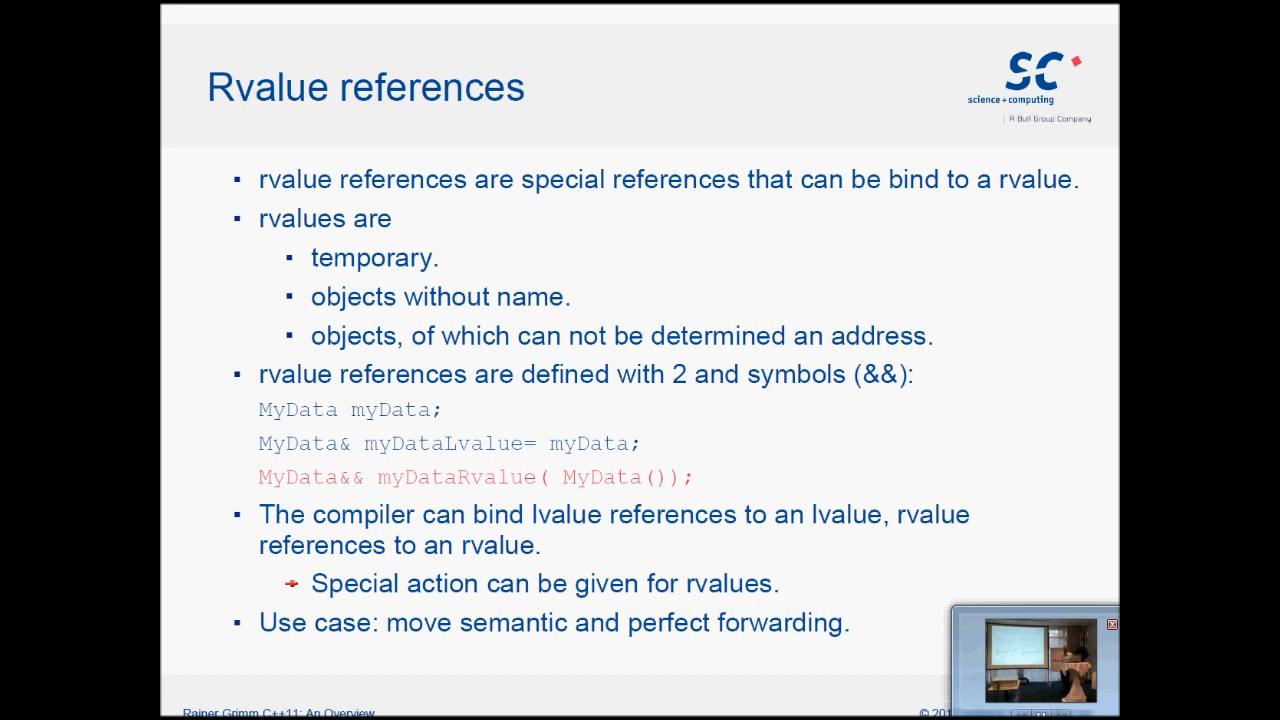 Rvalue references
SC
science + computing
A Bull Group Company
▪ rvalue references are special references that can be bind to a rvalue.
▪ rvalues are
▪ temporary.
▪ objects without name.
▪ objects, of which can not be determined an address.
▪ rvalue references are defined with 2 and symbols (&&):
MyData myData;
MyData& myDataLvalue= myData;
MyData&& myDataRvalue( MyData());
▪ The compiler can bind lvalue references to an lvalue, rvalue
references to an rvalue.
Special action can be given for rvalues.
▪ Use case: move semantic and perfect forwarding.
Rainer Grimm C++11: An Overview
© 201